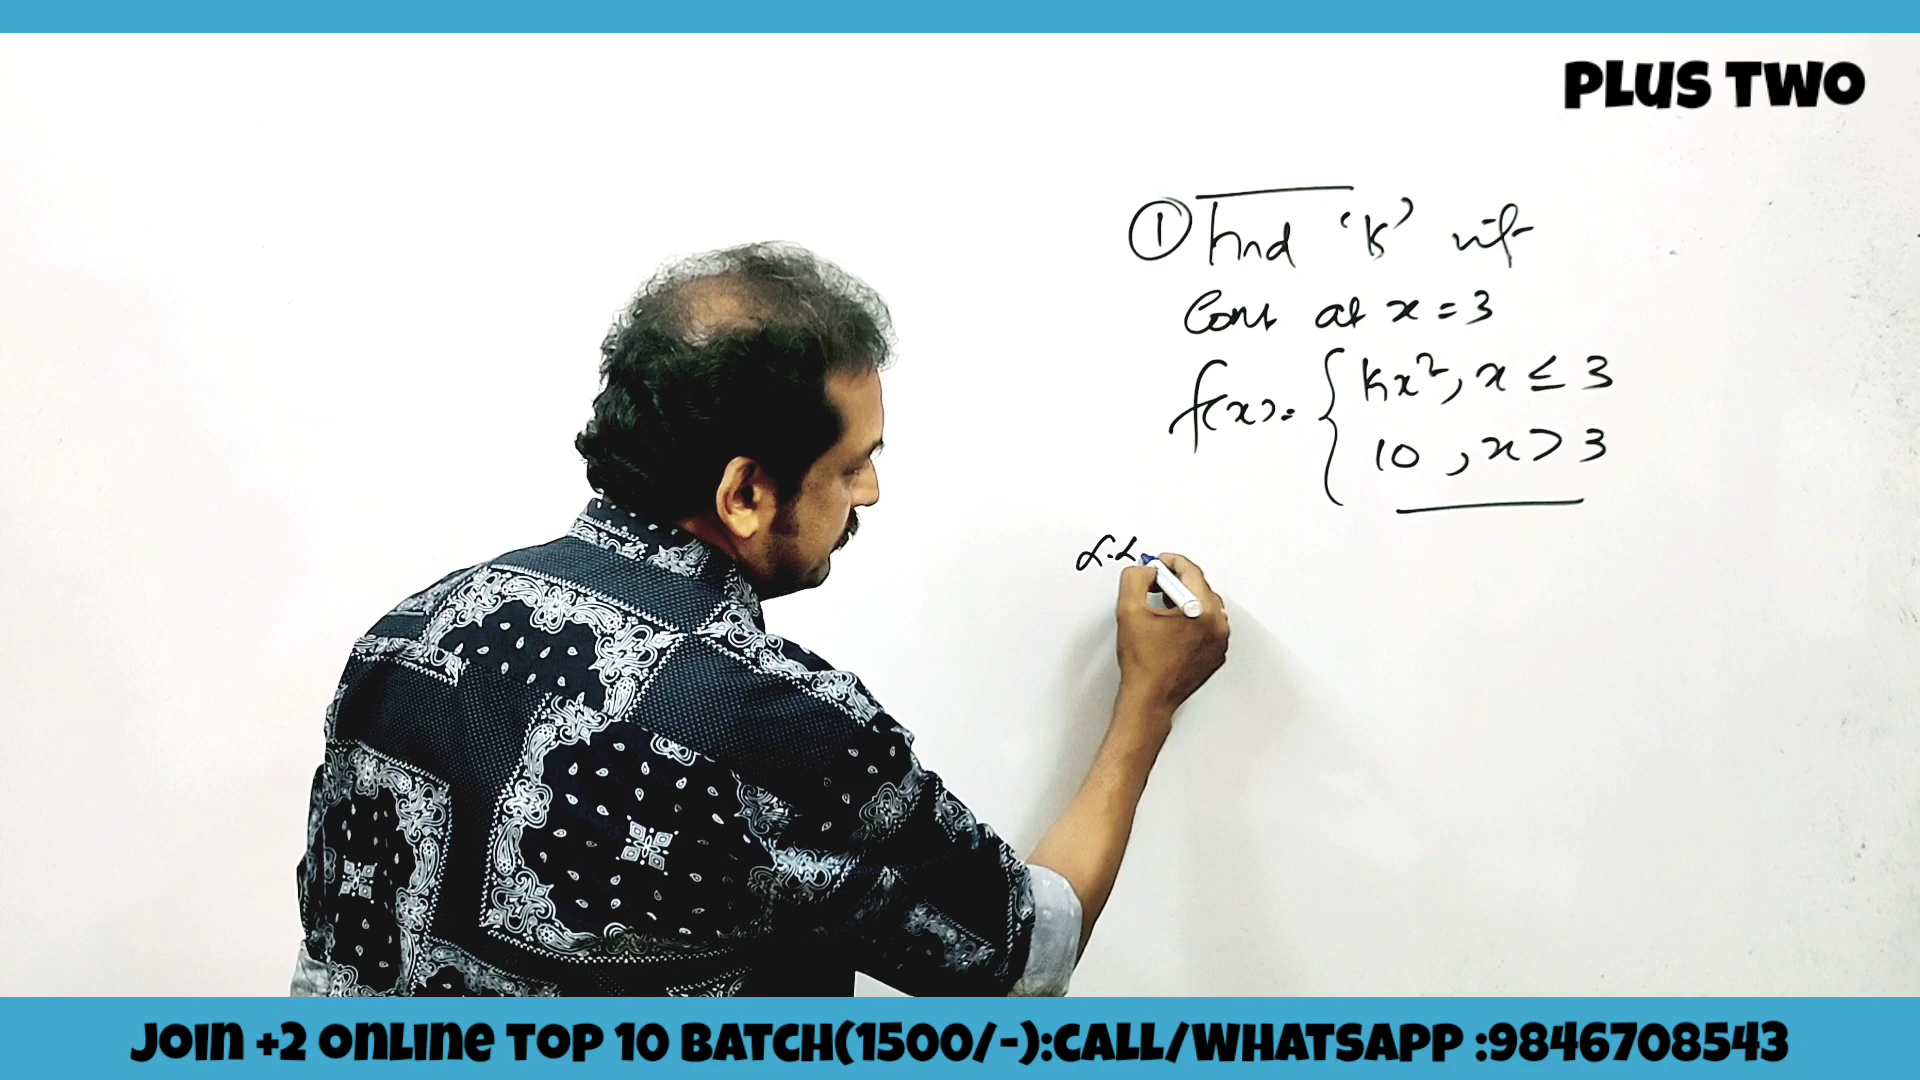 PLUS TWO
① Find 'k' if
Cont at x = 3
f(x) = { kx², x ≤ 3
10, x > 3
L.L
JOIN +2 ONLINE TOP 10 BATCH(1500/-):CALL/WHATSAPP :9846708543